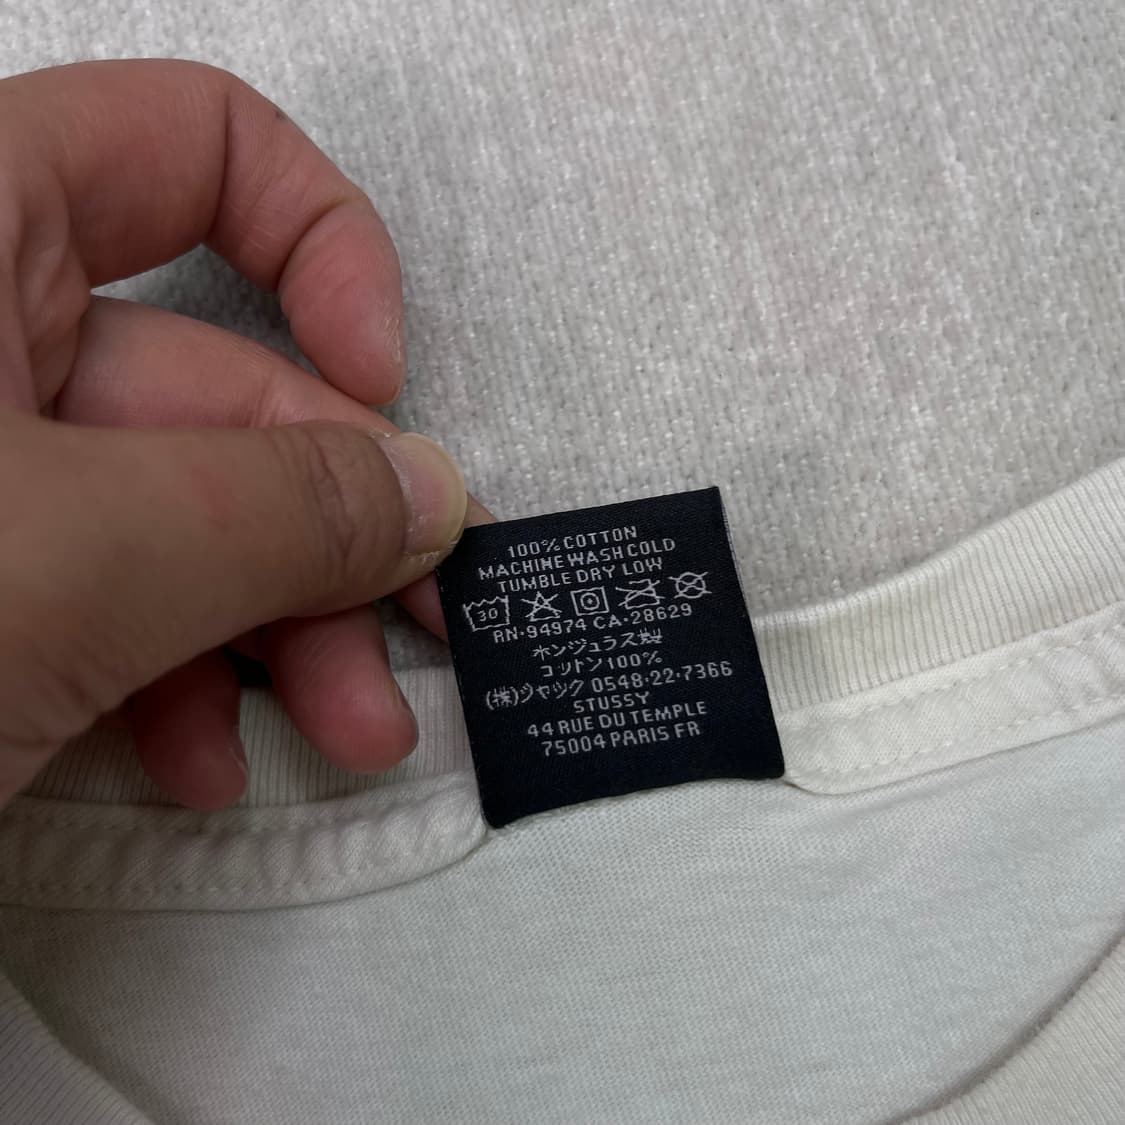 100% COTTON
MACHINE WASH COLD
TUMBLE DRY LOW
30
RN·94974 CA·28629
ホンジュラス製
コットン100%
(株)ジャック 0548·22·7366
STUSSY
44 RUE DU TEMPLE
75004 PARIS FR